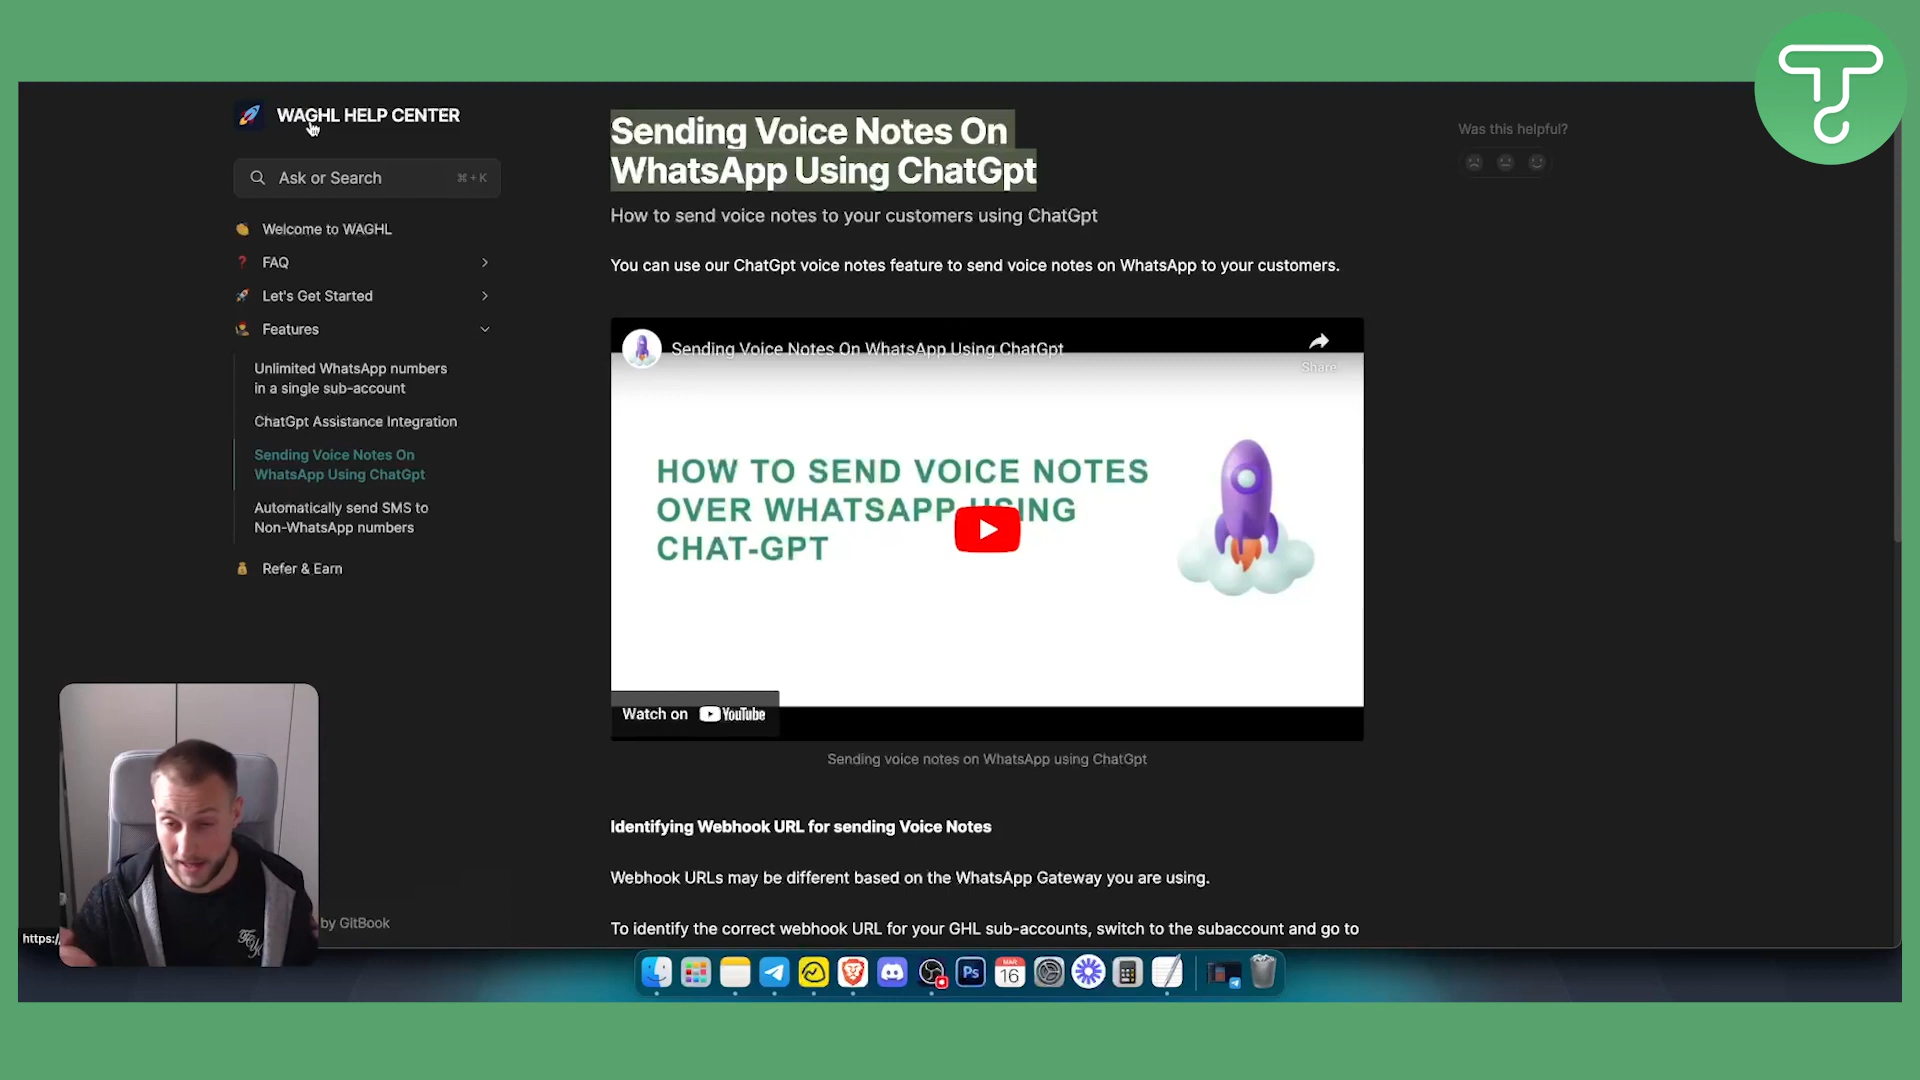 WAGHL HELP CENTER
Ask or Search
⌘ + K
Welcome to WAGHL
FAQ
Let's Get Started
Features
Unlimited WhatsApp numbers
in a single sub-account
ChatGpt Assistance Integration
Sending Voice Notes On
WhatsApp Using ChatGpt
Automatically send SMS to
Non-WhatsApp numbers
Refer & Earn
by GitBook
https:/
Sending Voice Notes On
WhatsApp Using ChatGpt
How to send voice notes to your customers using ChatGpt
You can use our ChatGpt voice notes feature to send voice notes on WhatsApp to your customers.
Sending Voice Notes On WhatsApp Using ChatGpt
Share
HOW TO SEND VOICE NOTES
OVER WHATSAPP USING
CHAT-GPT
Watch on YouTube
Sending voice notes on WhatsApp using ChatGpt
Identifying Webhook URL for sending Voice Notes
Webhook URLs may be different based on the WhatsApp Gateway you are using.
To identify the correct webhook URL for your GHL sub-accounts, switch to the subaccount and go to
Was this helpful?
Ps
MAR
16